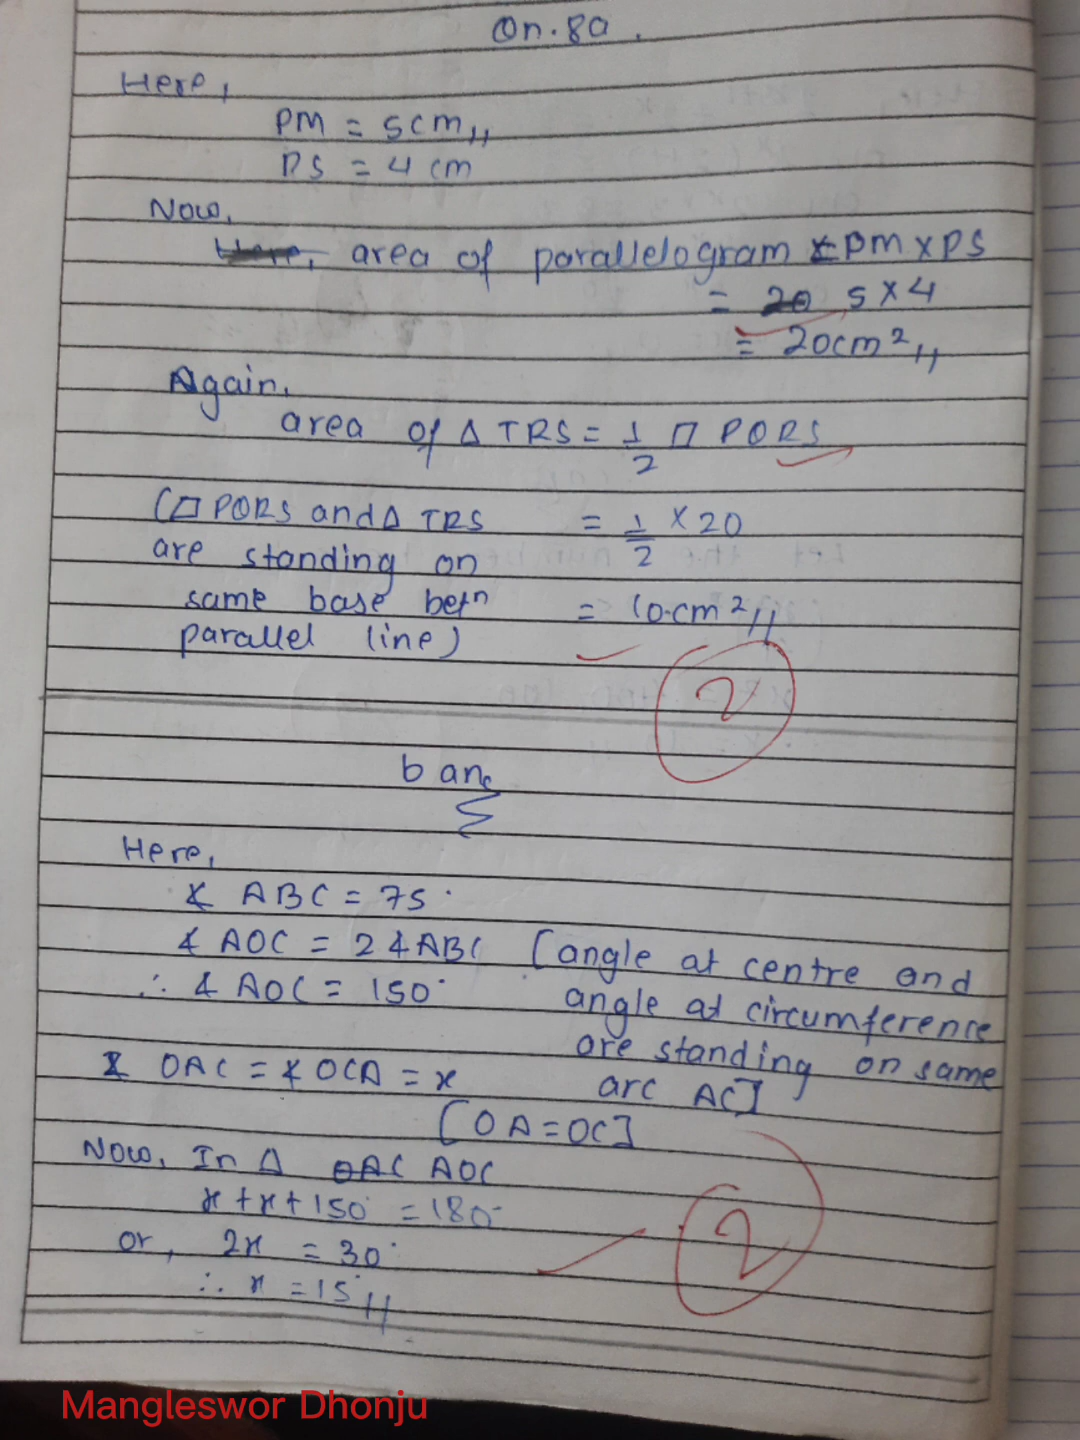 Qn. 8a.
Here,
PM = 5cm,,
PS = 4 cm
Now,
Here, area of parallelogram = PM × PS
= 20 5 × 4
= 20cm²,,
Again,
area of Δ TRS = 1/2 ▱ PQRS
(▱ PQRS and Δ TRS = 1/2 × 20
are standing on
same base betn = 10.cm²,,
parallel line)
2
b ans
Here,
∡ ABC = 75°
∡ AOC = 2∡ABC [angle at centre and
∴ ∡ AOC = 150° angle at circumference
are standing on same
∡ OAC = ∡ OCA = x arc AC]
[OA = OC]
Now, In Δ OAC AOC
x + x + 150° = 180°
or, 2x = 30°
∴ x = 15°,,
2
Mangleswor Dhonju